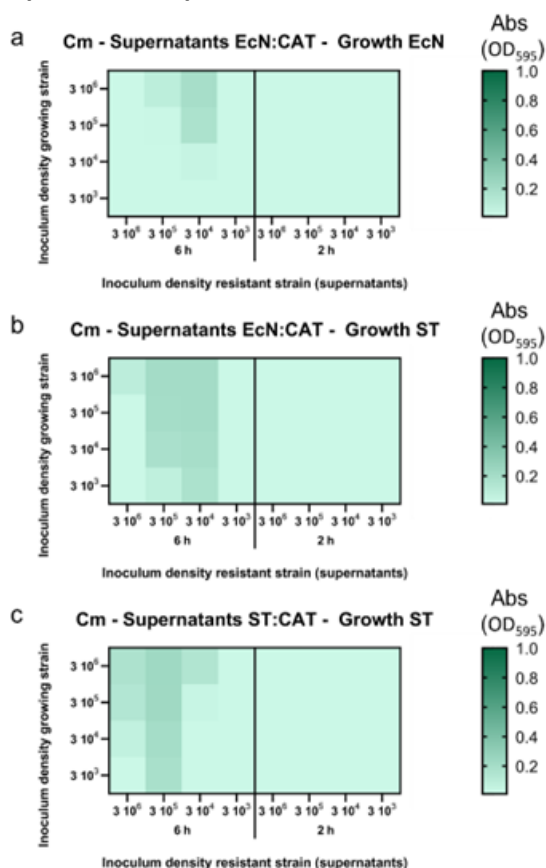 a
Cm - Supernatants EcN:CAT - Growth EcN
Abs
(OD595)
Inoculum density growing strain
3 10⁶
3 10⁵
3 10⁴
3 10³
3 10⁶ 3 10⁵ 3 10⁴ 3 10³ 3 10⁶ 3 10⁵ 3 10⁴ 3 10³
6 h 2 h
Inoculum density resistant strain (supernatants)
1.0
0.8
0.6
0.4
0.2
b
Cm - Supernatants EcN:CAT - Growth ST
Abs
(OD595)
Inoculum density growing strain
3 10⁶
3 10⁵
3 10⁴
3 10³
3 10⁶ 3 10⁵ 3 10⁴ 3 10³ 3 10⁶ 3 10⁵ 3 10⁴ 3 10³
6 h 2 h
Inoculum density resistant strain (supernatants)
1.0
0.8
0.6
0.4
0.2
c
Cm - Supernatants ST:CAT - Growth ST
Abs
(OD595)
Inoculum density growing strain
3 10⁶
3 10⁵
3 10⁴
3 10³
3 10⁶ 3 10⁵ 3 10⁴ 3 10³ 3 10⁶ 3 10⁵ 3 10⁴ 3 10³
6 h 2 h
Inoculum density resistant strain (supernatants)
1.0
0.8
0.6
0.4
0.2